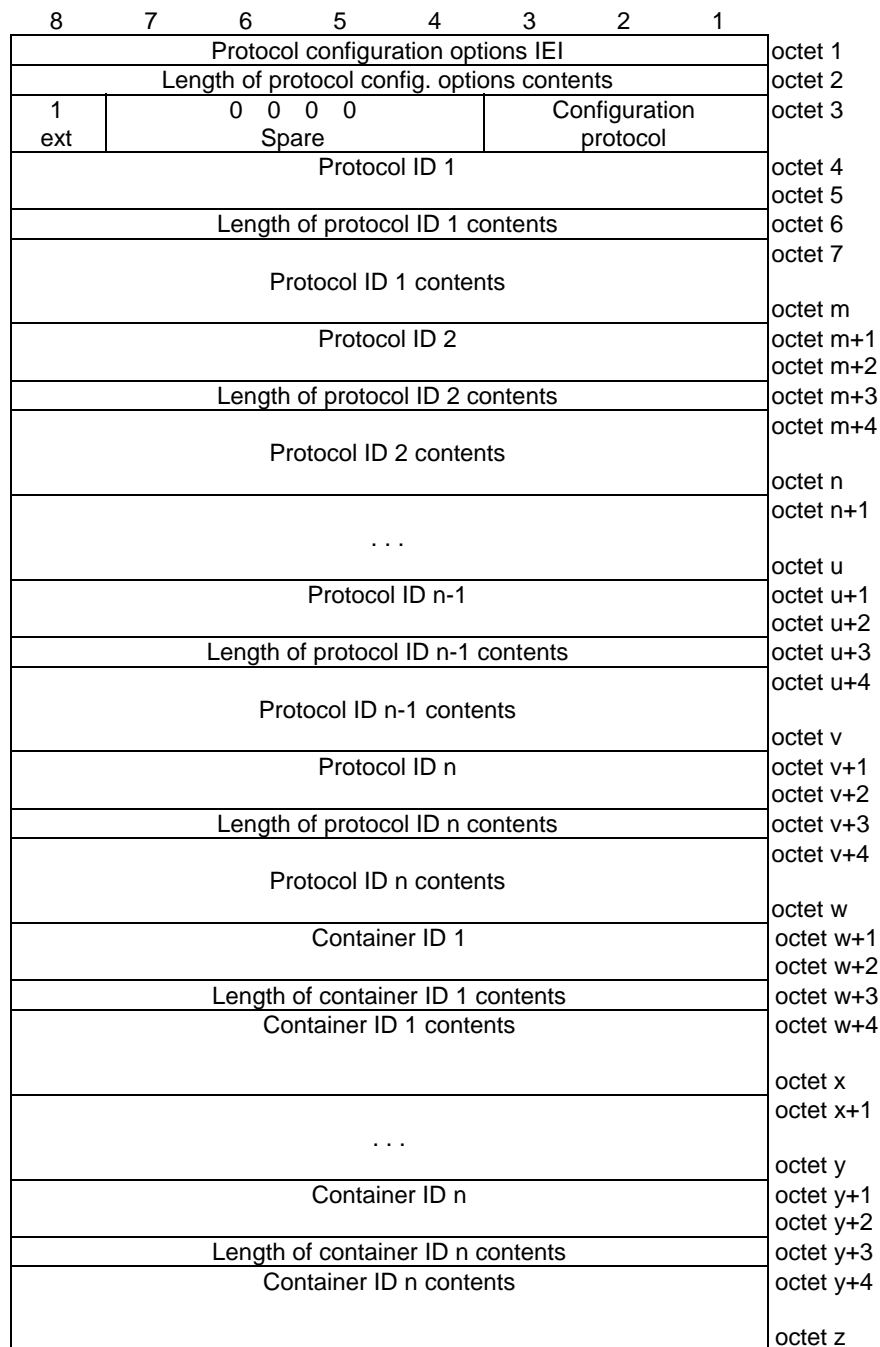 8 7 6 5 4 3 2 1
Protocol configuration options IEI octet 1
Length of protocol config. options contents octet 2
1 0 0 0 0 Configuration octet 3
ext Spare protocol
Protocol ID 1 octet 4
octet 5
Length of protocol ID 1 contents octet 6
octet 7
Protocol ID 1 contents
octet m
Protocol ID 2 octet m+1
octet m+2
Length of protocol ID 2 contents octet m+3
octet m+4
Protocol ID 2 contents
octet n
octet n+1
. . .
octet u
Protocol ID n-1 octet u+1
octet u+2
Length of protocol ID n-1 contents octet u+3
octet u+4
Protocol ID n-1 contents
octet v
Protocol ID n octet v+1
octet v+2
Length of protocol ID n contents octet v+3
octet v+4
Protocol ID n contents
octet w
Container ID 1 octet w+1
octet w+2
Length of container ID 1 contents octet w+3
Container ID 1 contents octet w+4
octet x
octet x+1
. . .
octet y
Container ID n octet y+1
octet y+2
Length of container ID n contents octet y+3
Container ID n contents octet y+4
octet z